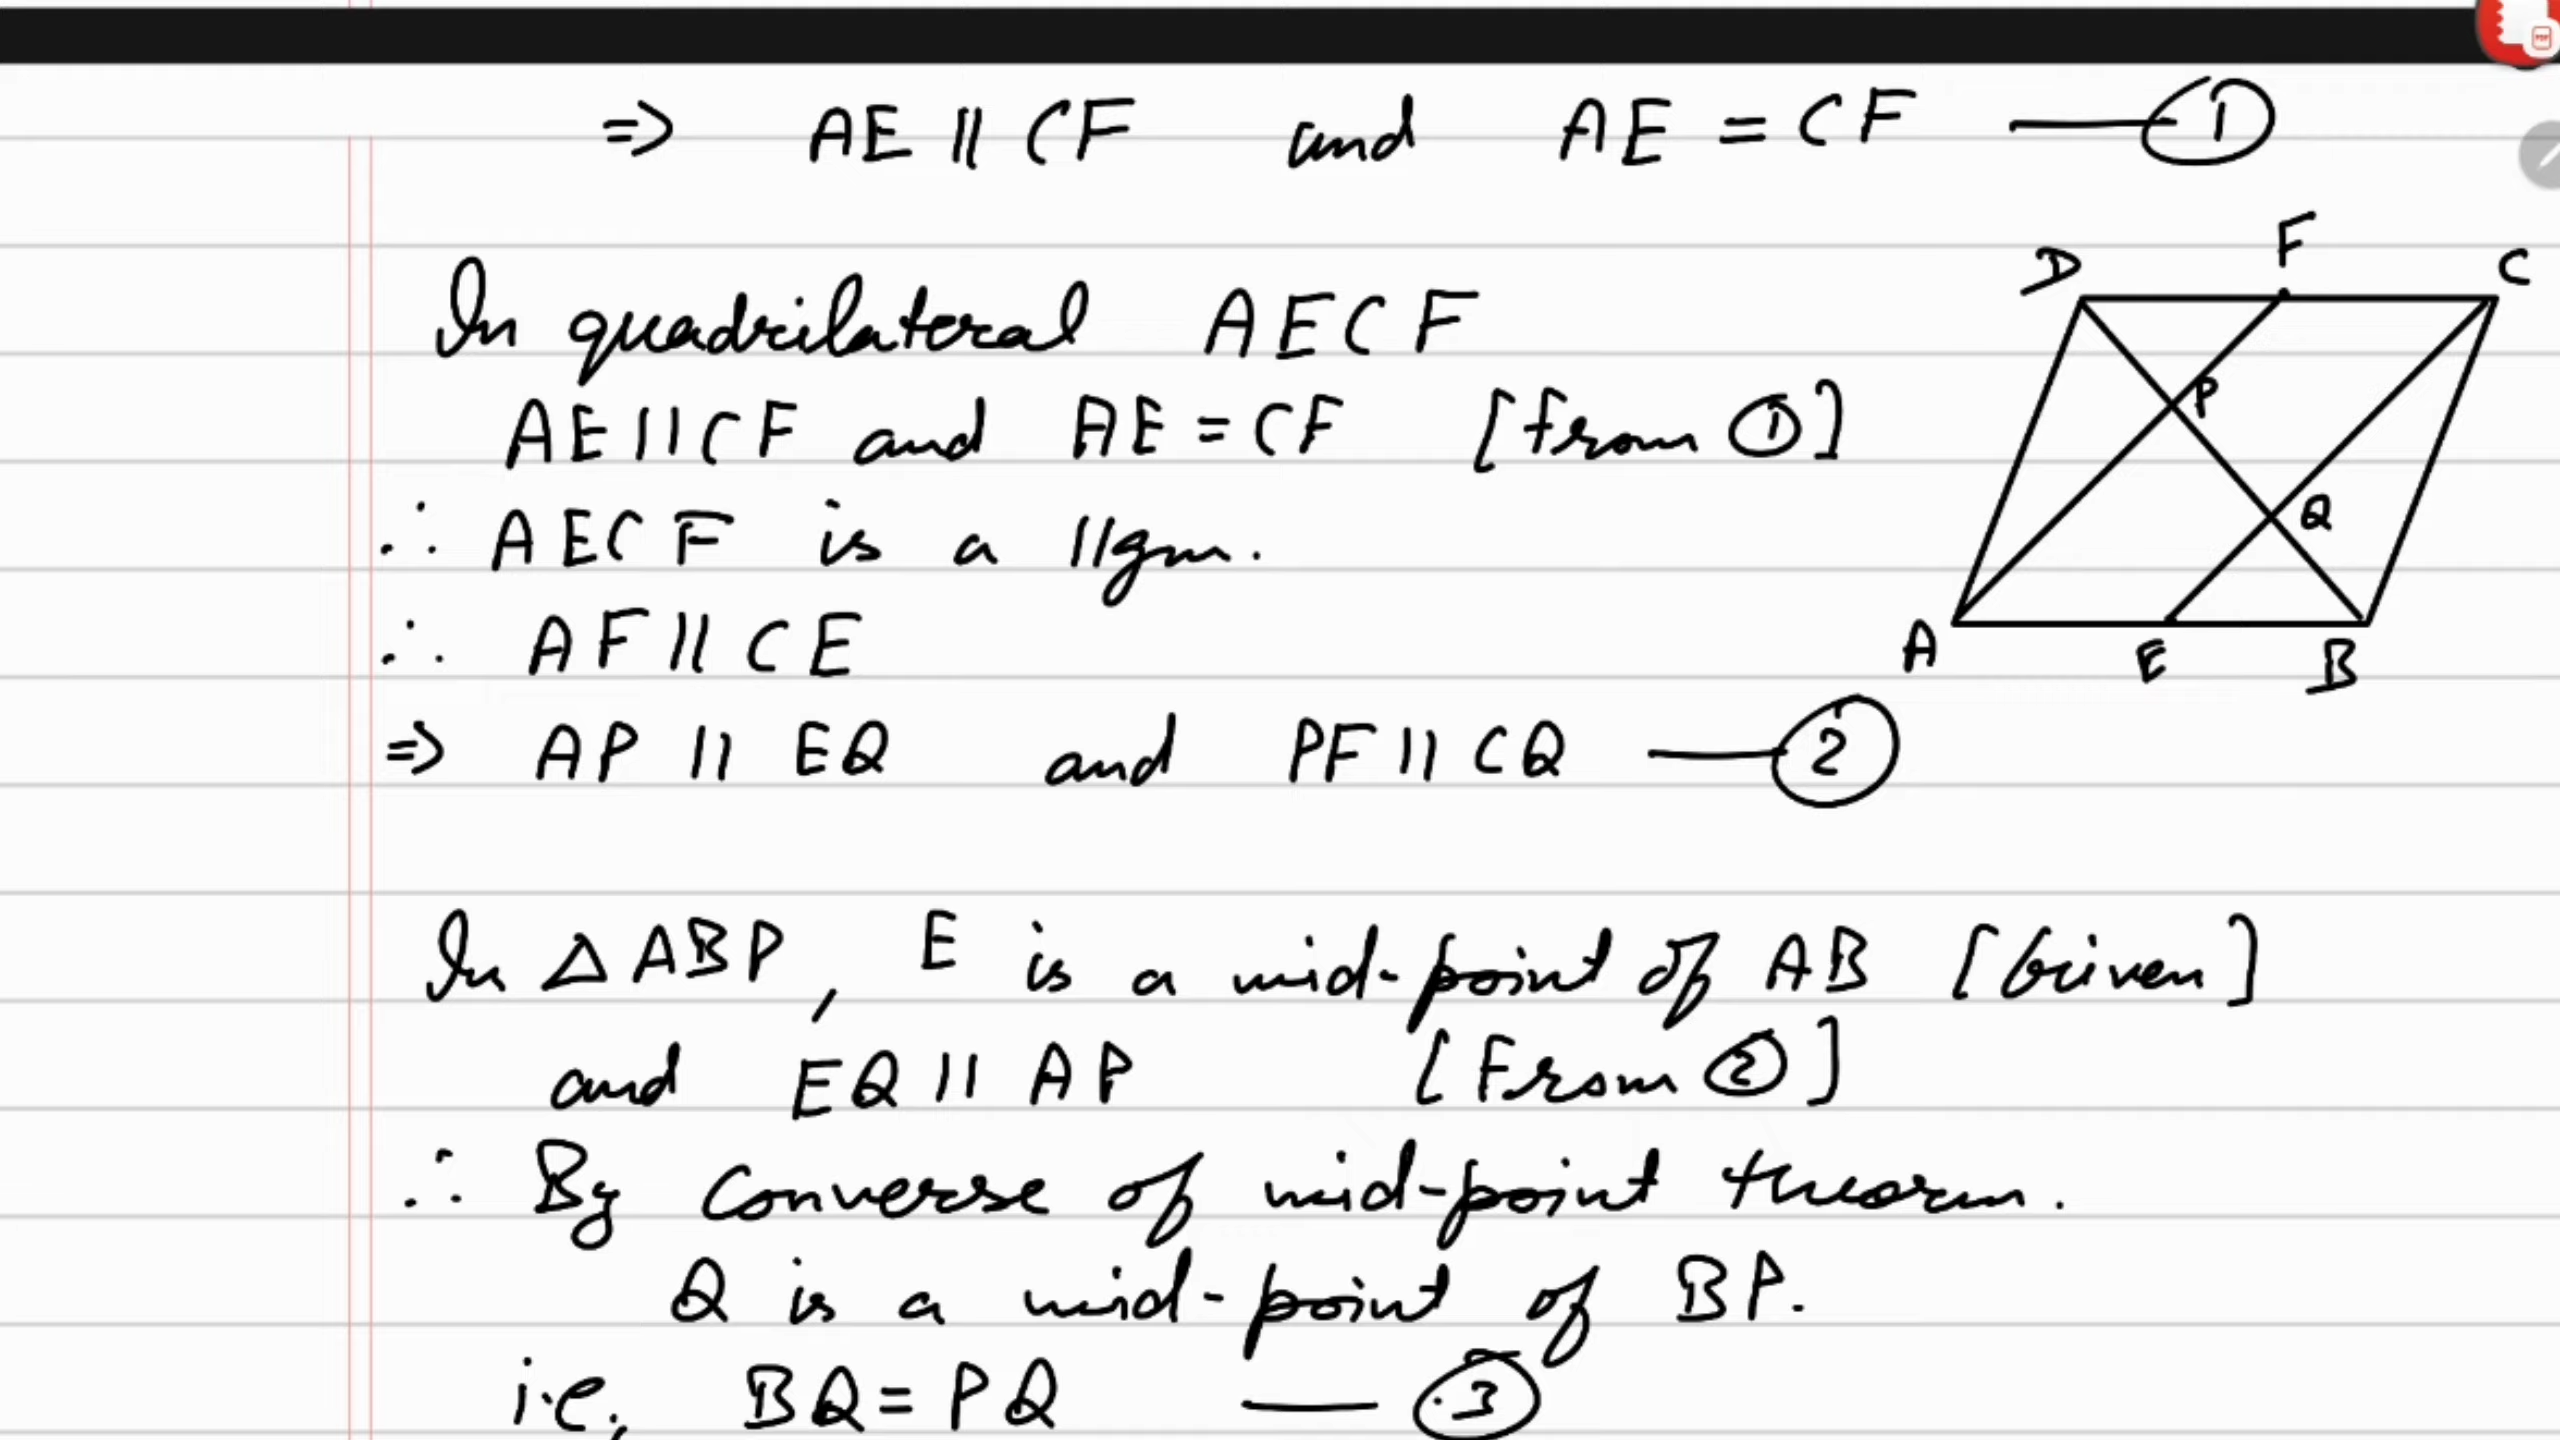 => AE || CF and AE = CF — ①
In quadrilateral AECF
AE || CF and AE = CF [from ①]
∴ AECF is a ||gm.
∴ AF || CE
=> AP || EQ and PF || CQ — ②
D F C
P
Q
A E B
In △ABP, E is a mid-point of AB [Given]
and EQ || AP [From ②]
∴ By converse of mid-point theorem.
Q is a mid-point of BP.
i.e., BQ = PQ — ③